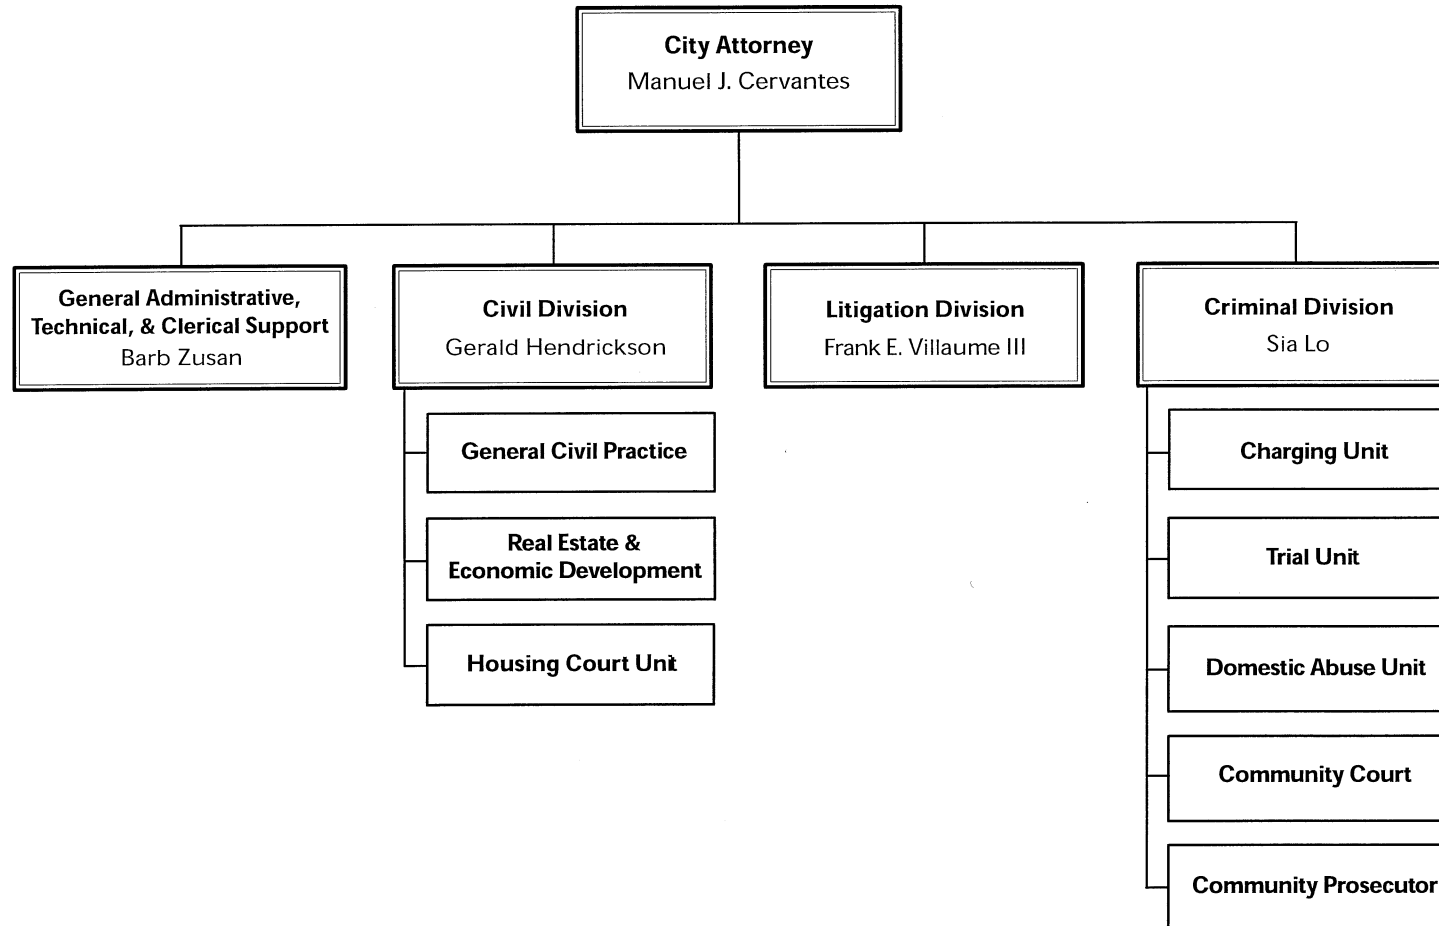 City Attorney
Manuel J. Cervantes
General Administrative,
Technical, & Clerical Support
Barb Zusan
Civil Division
Gerald Hendrickson
Litigation Division
Frank E. Villaume III
Criminal Division
Sia Lo
General Civil Practice
Real Estate &
Economic Development
Housing Court Unit
Charging Unit
Trial Unit
Domestic Abuse Unit
Community Court
Community Prosecutor